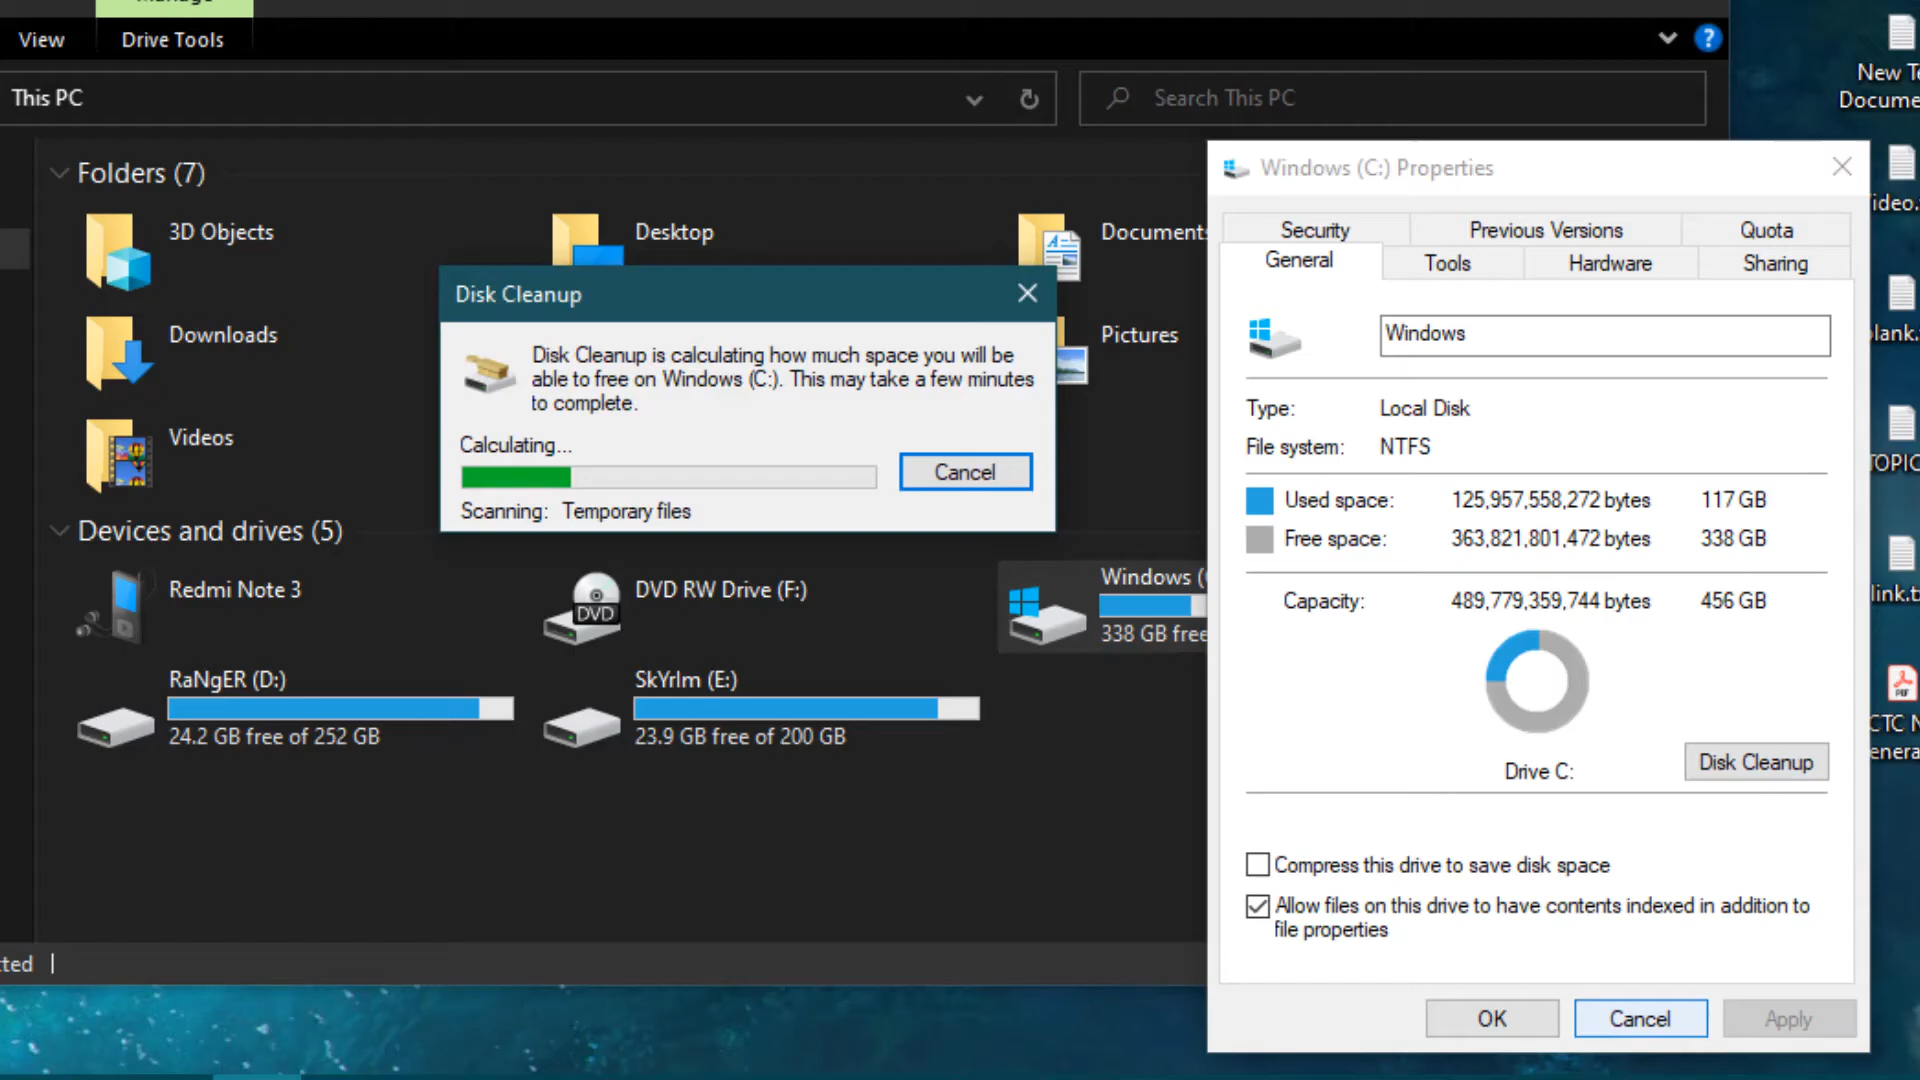 View
Drive Tools
This PC
Search This PC
Folders (7)
3D Objects
Desktop
Documents
Downloads
Pictures
Videos
Devices and drives (5)
Redmi Note 3
DVD RW Drive (F:)
DVD
Windows (
338 GB free
RaNgER (D:)
24.2 GB free of 252 GB
SkYrIm (E:)
23.9 GB free of 200 GB
Disk Cleanup
Disk Cleanup is calculating how much space you will be
able to free on Windows (C:). This may take a few minutes
to complete.
Calculating...
Cancel
Scanning: Temporary files
Windows (C:) Properties
Security
Previous Versions
Quota
General
Tools
Hardware
Sharing
Windows
Type: Local Disk
File system: NTFS
Used space: 125,957,558,272 bytes 117 GB
Free space: 363,821,801,472 bytes 338 GB
Capacity: 489,779,359,744 bytes 456 GB
Drive C:
Disk Cleanup
Compress this drive to save disk space
Allow files on this drive to have contents indexed in addition to
file properties
OK
Cancel
Apply
New Te
Docume
ideo.
lank.
TOPIC
link.t
PDF
CTC N
enera